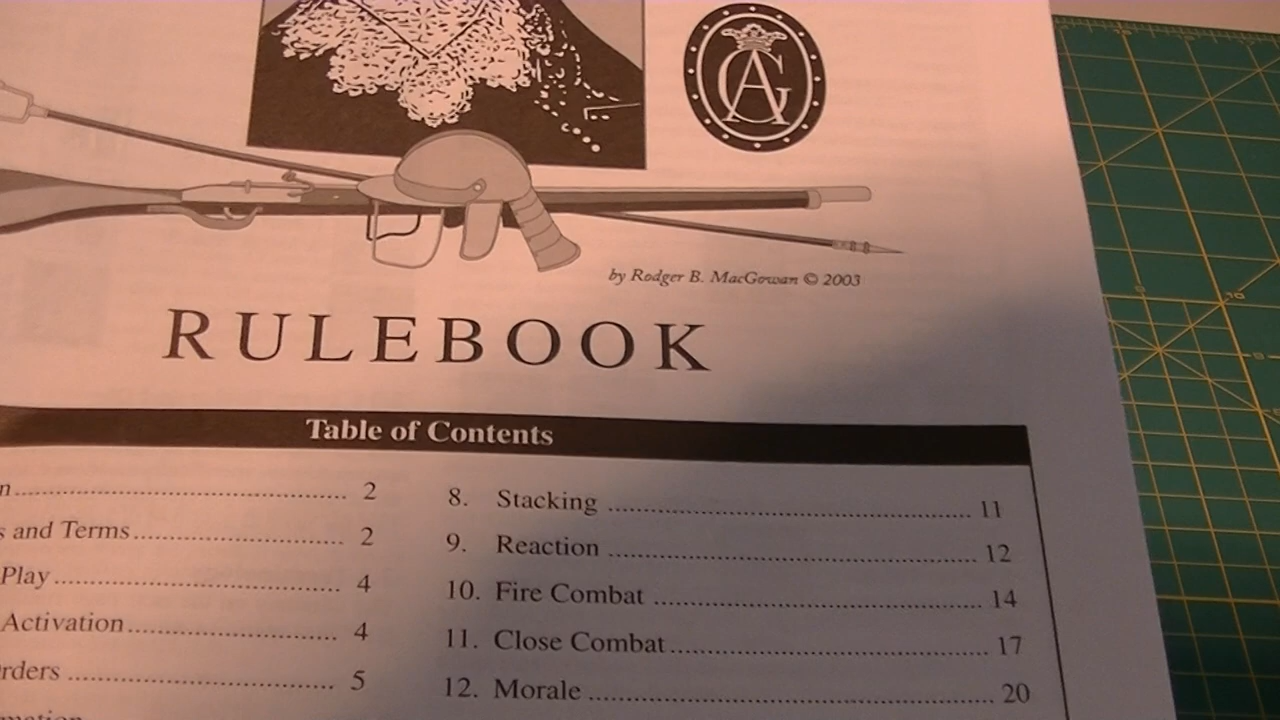 GA
by Rodger B. MacGowan © 2003
RULEBOOK
Table of Contents
n ........ 2
s and Terms ........ 2
Play ........ 4
Activation ........ 4
rders ........ 5
8. Stacking ........ 11
9. Reaction ........ 12
10. Fire Combat ........ 14
11. Close Combat ........ 17
12. Morale ........ 20